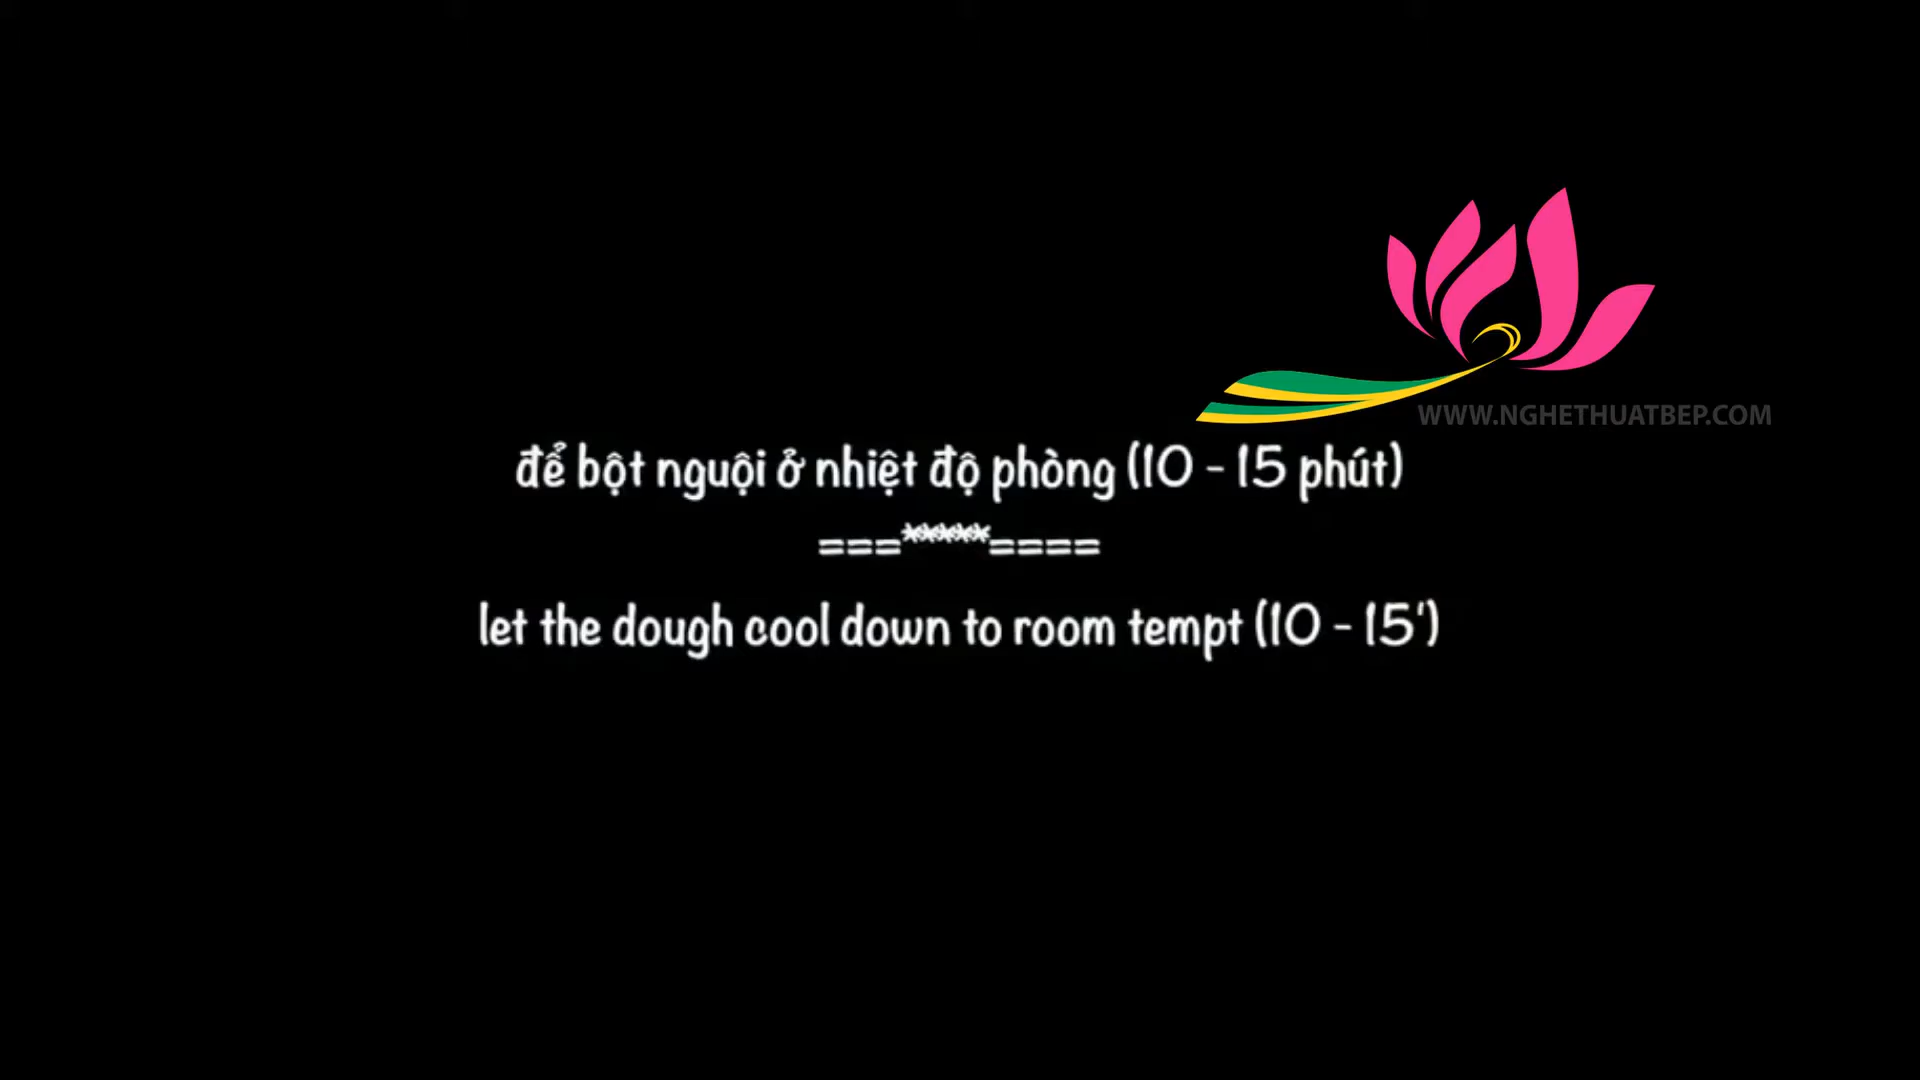 WWW.NGHETHUATBEP.COM
để bột nguội ở nhiệt độ phòng (10 - 15 phút)
===*****====
let the dough cool down to room tempt (10 - 15')